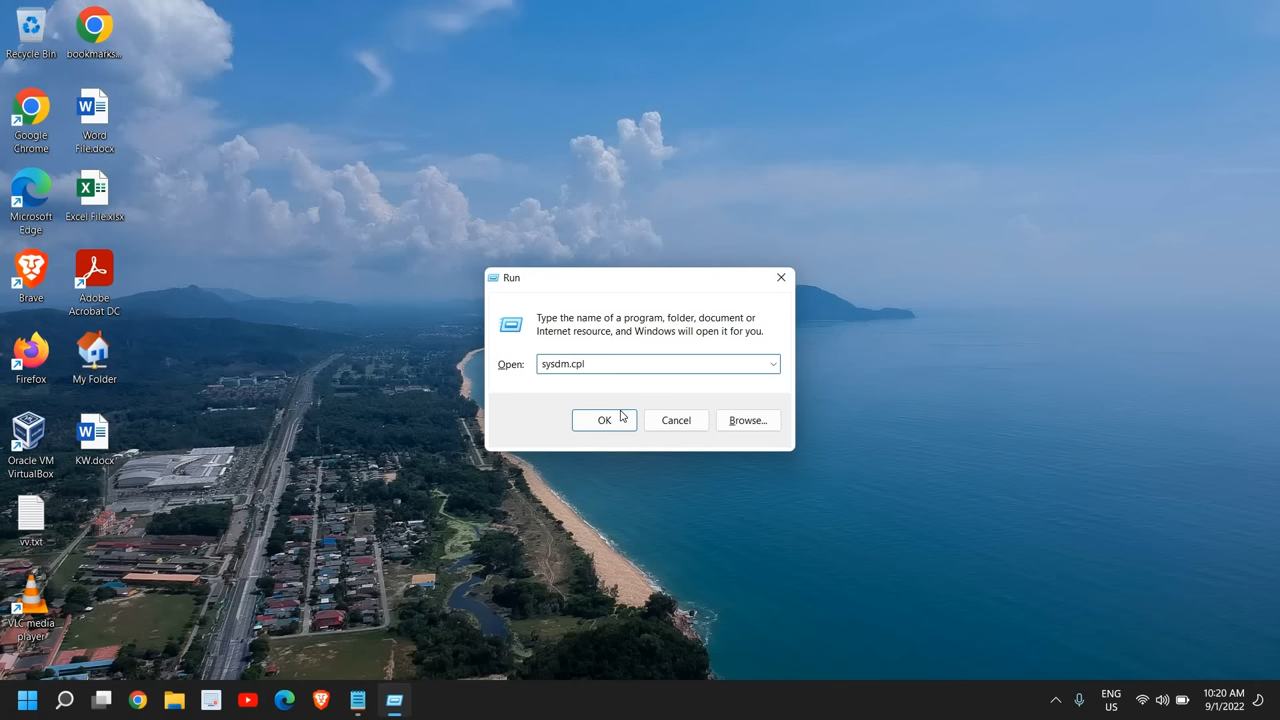 Recycle Bin
bookmarks...
Google
Chrome
Word
File.docx
Microsoft
Edge
Excel File.xlsx
Brave
Adobe
Acrobat DC
Firefox
My Folder
Oracle VM
VirtualBox
KW.docx
vv.txt
VLC media
player
Run
Type the name of a program, folder, document or
Internet resource, and Windows will open it for you.
Open:
sysdm.cpl
OK
Cancel
Browse...
ENG
US
10:20 AM
9/1/2022